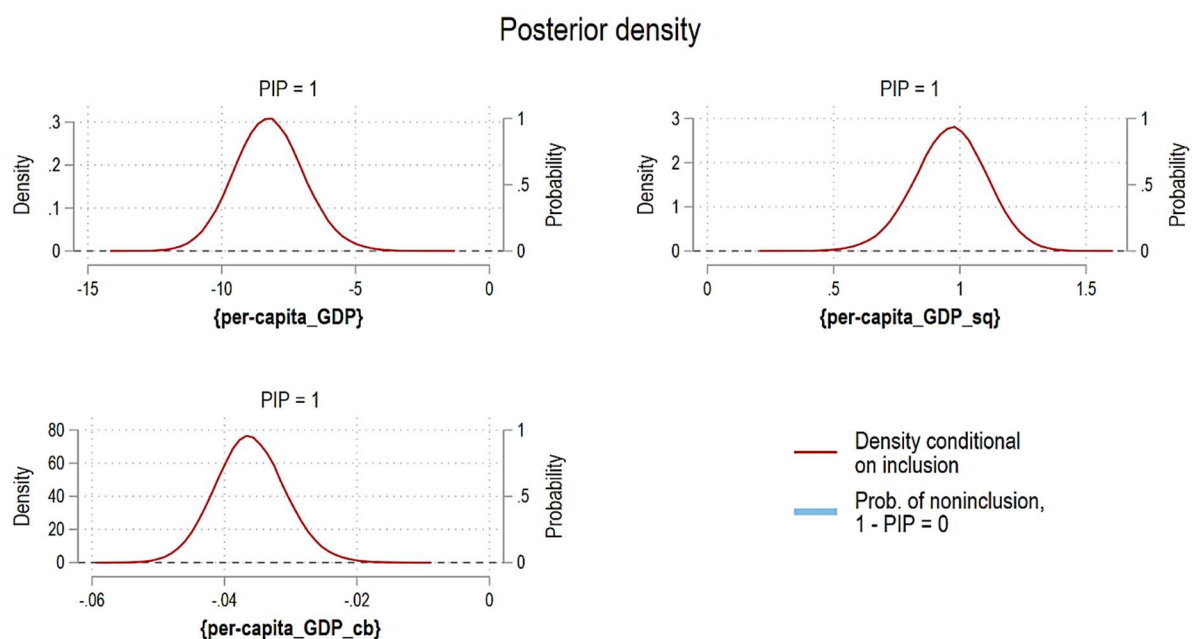 Posterior density
PIP = 1
.3
.2
.1
0
Density
1
.5
0
Probability
-15
-10
-5
0
{per-capita_GDP}
PIP = 1
3
2
1
0
Density
1
.5
0
Probability
0
.5
1
1.5
{per-capita_GDP_sq}
PIP = 1
80
60
40
20
0
Density
1
.5
0
Probability
-.06
-.04
-.02
0
{per-capita_GDP_cb}
Density conditional
on inclusion
Prob. of noninclusion,
1 - PIP = 0